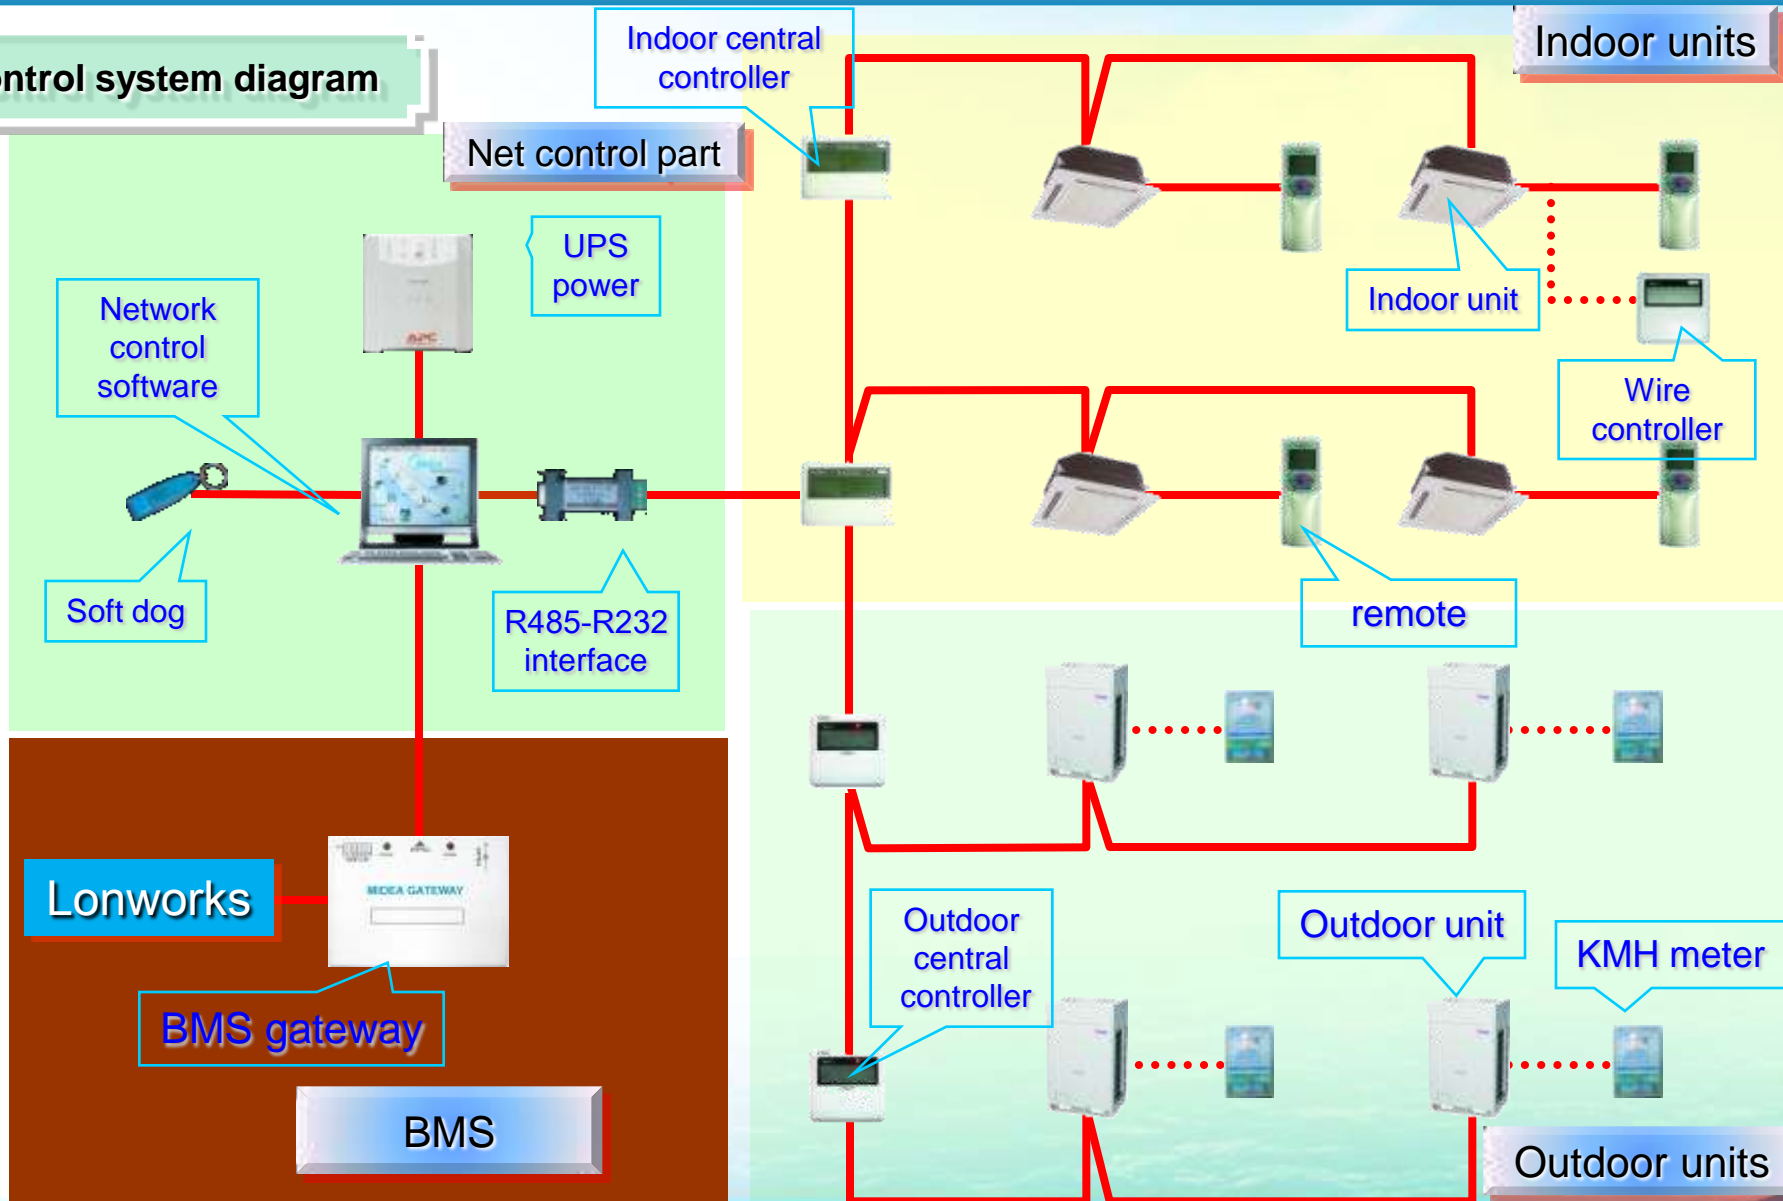 ontrol system diagram
Indoor central
controller
Indoor units
Net control part
UPS
power
Network
control
software
APC
Indoor unit
Wire
controller
Soft dog
R485-R232
interface
remote
Lonworks
MIDEA GATEWAY
BMS gateway
BMS
Outdoor
central
controller
Outdoor unit
KMH meter
Outdoor units